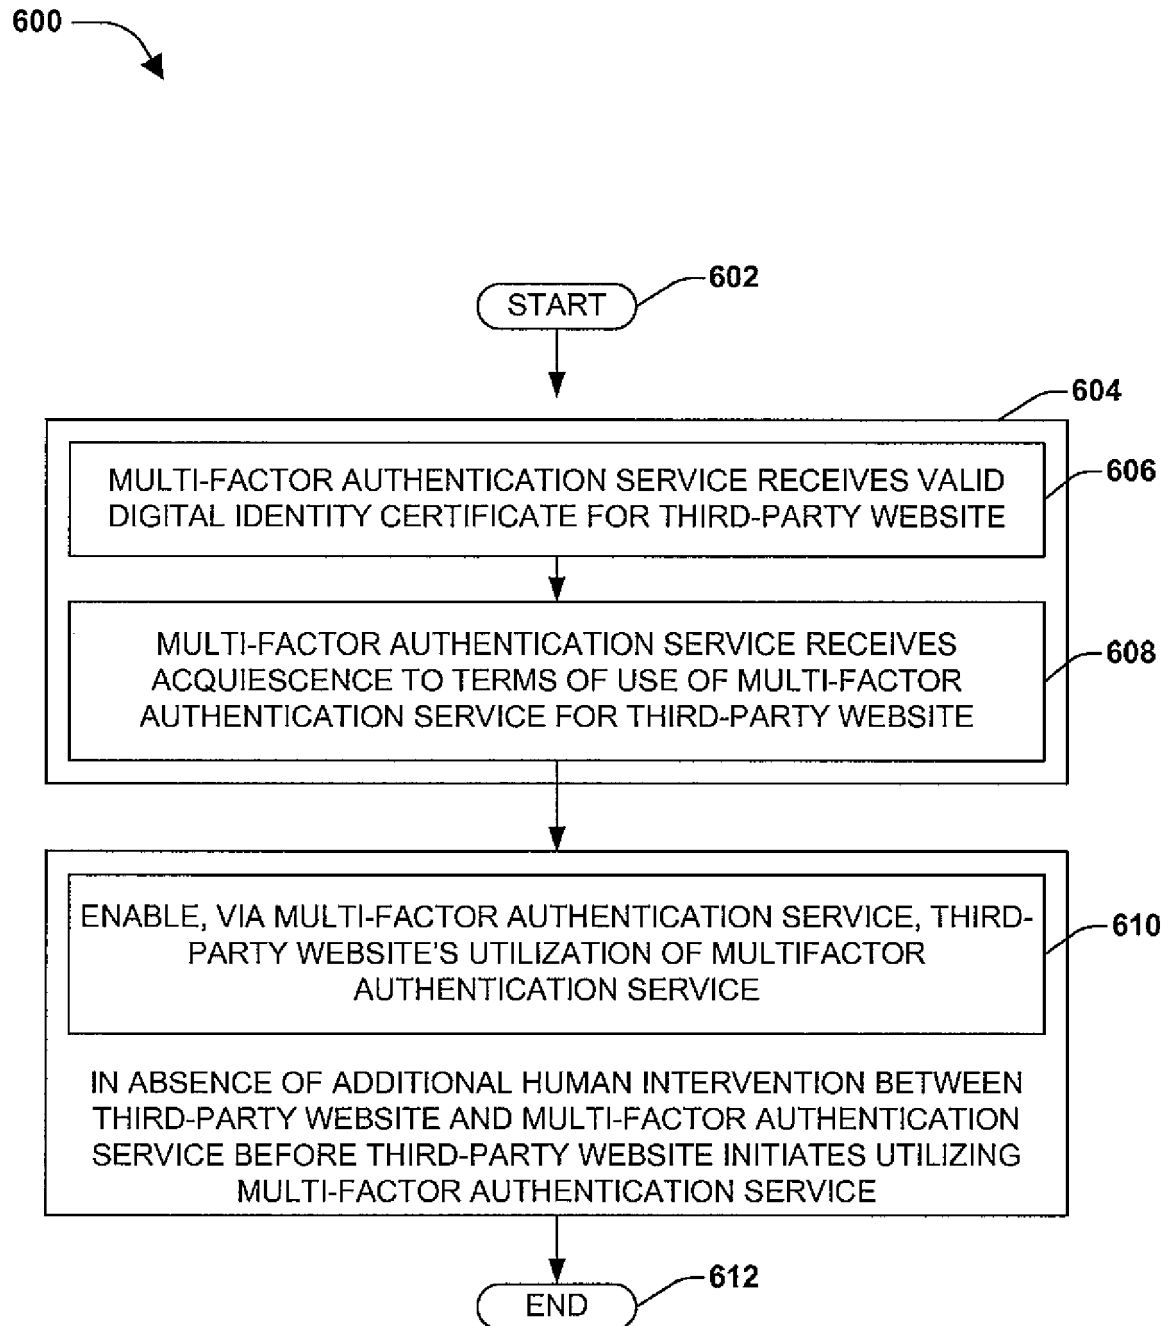 600
602
START
604
MULTI-FACTOR AUTHENTICATION SERVICE RECEIVES VALID
DIGITAL IDENTITY CERTIFICATE FOR THIRD-PARTY WEBSITE
606
MULTI-FACTOR AUTHENTICATION SERVICE RECEIVES
ACQUIESCENCE TO TERMS OF USE OF MULTI-FACTOR
AUTHENTICATION SERVICE FOR THIRD-PARTY WEBSITE
608
ENABLE, VIA MULTI-FACTOR AUTHENTICATION SERVICE, THIRD-
PARTY WEBSITE'S UTILIZATION OF MULTIFACTOR
AUTHENTICATION SERVICE
610
IN ABSENCE OF ADDITIONAL HUMAN INTERVENTION BETWEEN
THIRD-PARTY WEBSITE AND MULTI-FACTOR AUTHENTICATION
SERVICE BEFORE THIRD-PARTY WEBSITE INITIATES UTILIZING
MULTI-FACTOR AUTHENTICATION SERVICE
612
END